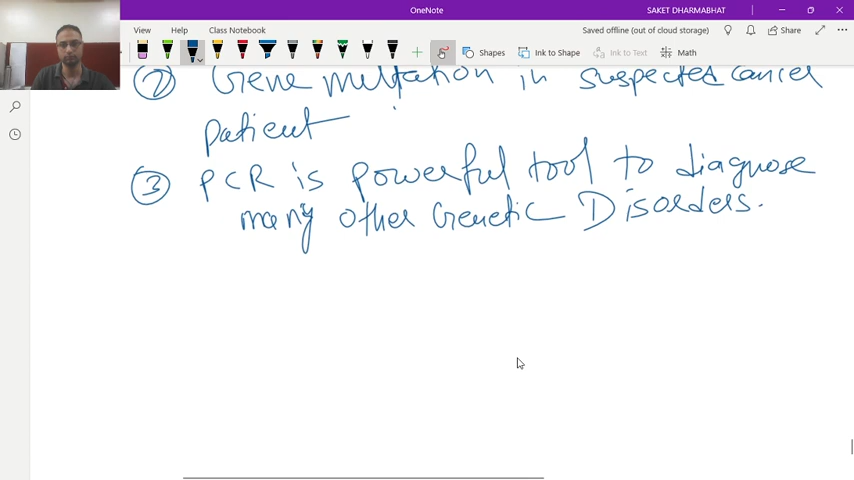 OneNote
SAKET DHARMABHAT
View Help Class Notebook
Saved offline (out of cloud storage) Share
Shapes Ink to Shape Ink to Text Math
② Gene mutation in suspected cancer
patient
③ PCR is powerful tool to diagnose
many other Genetic Disorders.